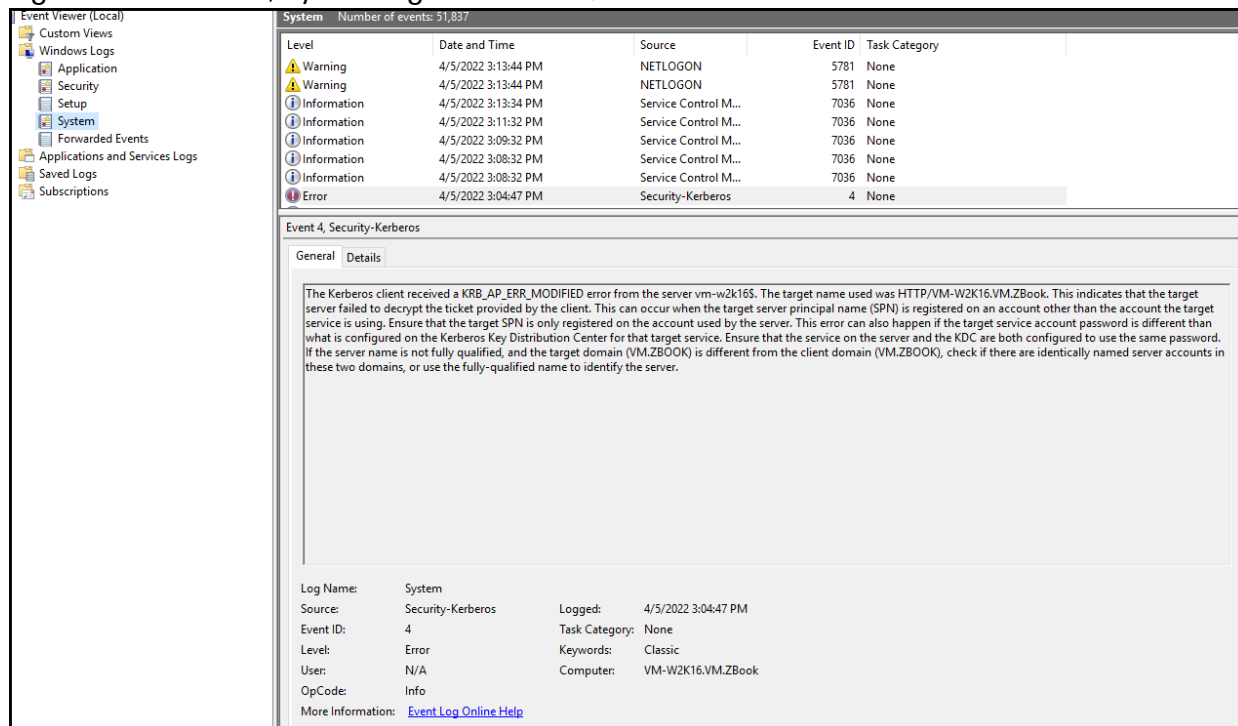 Event Viewer (Local)
Custom Views
Windows Logs
Application
Security
Setup
System
Forwarded Events
Applications and Services Logs
Saved Logs
Subscriptions
System Number of events: 51,837
Level Date and Time Source Event ID Task Category
Warning 4/5/2022 3:13:44 PM NETLOGON 5781 None
Warning 4/5/2022 3:13:44 PM NETLOGON 5781 None
Information 4/5/2022 3:13:34 PM Service Control M... 7036 None
Information 4/5/2022 3:11:32 PM Service Control M... 7036 None
Information 4/5/2022 3:09:32 PM Service Control M... 7036 None
Information 4/5/2022 3:08:32 PM Service Control M... 7036 None
Information 4/5/2022 3:08:32 PM Service Control M... 7036 None
Error 4/5/2022 3:04:47 PM Security-Kerberos 4 None
Event 4, Security-Kerberos
General Details
The Kerberos client received a KRB_AP_ERR_MODIFIED error from the server vm-w2k16$. The target name used was HTTP/VM-W2K16.VM.ZBook. This indicates that the target
server failed to decrypt the ticket provided by the client. This can occur when the target server principal name (SPN) is registered on an account other than the account the target
service is using. Ensure that the target SPN is only registered on the account used by the server. This error can also happen if the target service account password is different than
what is configured on the Kerberos Key Distribution Center for that target service. Ensure that the service on the server and the KDC are both configured to use the same password.
If the server name is not fully qualified, and the target domain (VM.ZBOOK) is different from the client domain (VM.ZBOOK), check if there are identically named server accounts in
these two domains, or use the fully-qualified name to identify the server.
Log Name: System
Source: Security-Kerberos Logged: 4/5/2022 3:04:47 PM
Event ID: 4 Task Category: None
Level: Error Keywords: Classic
User: N/A Computer: VM-W2K16.VM.ZBook
OpCode: Info
More Information: Event Log Online Help